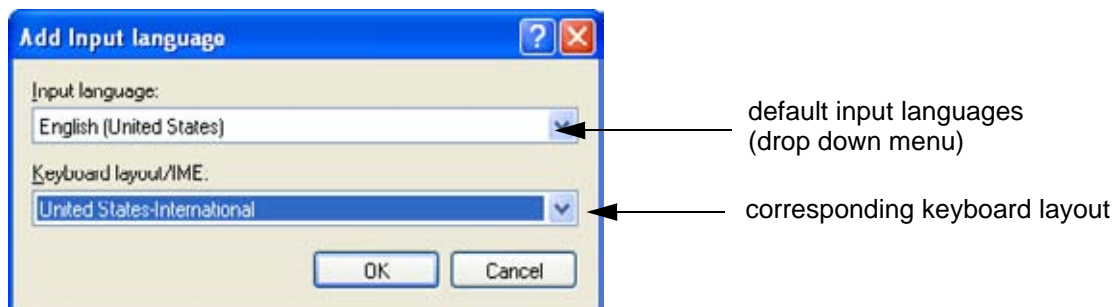 Add Input language
Input language:
English (United States)
default input languages
(drop down menu)
Keyboard layout/IME:
United States-International
corresponding keyboard layout
OK Cancel